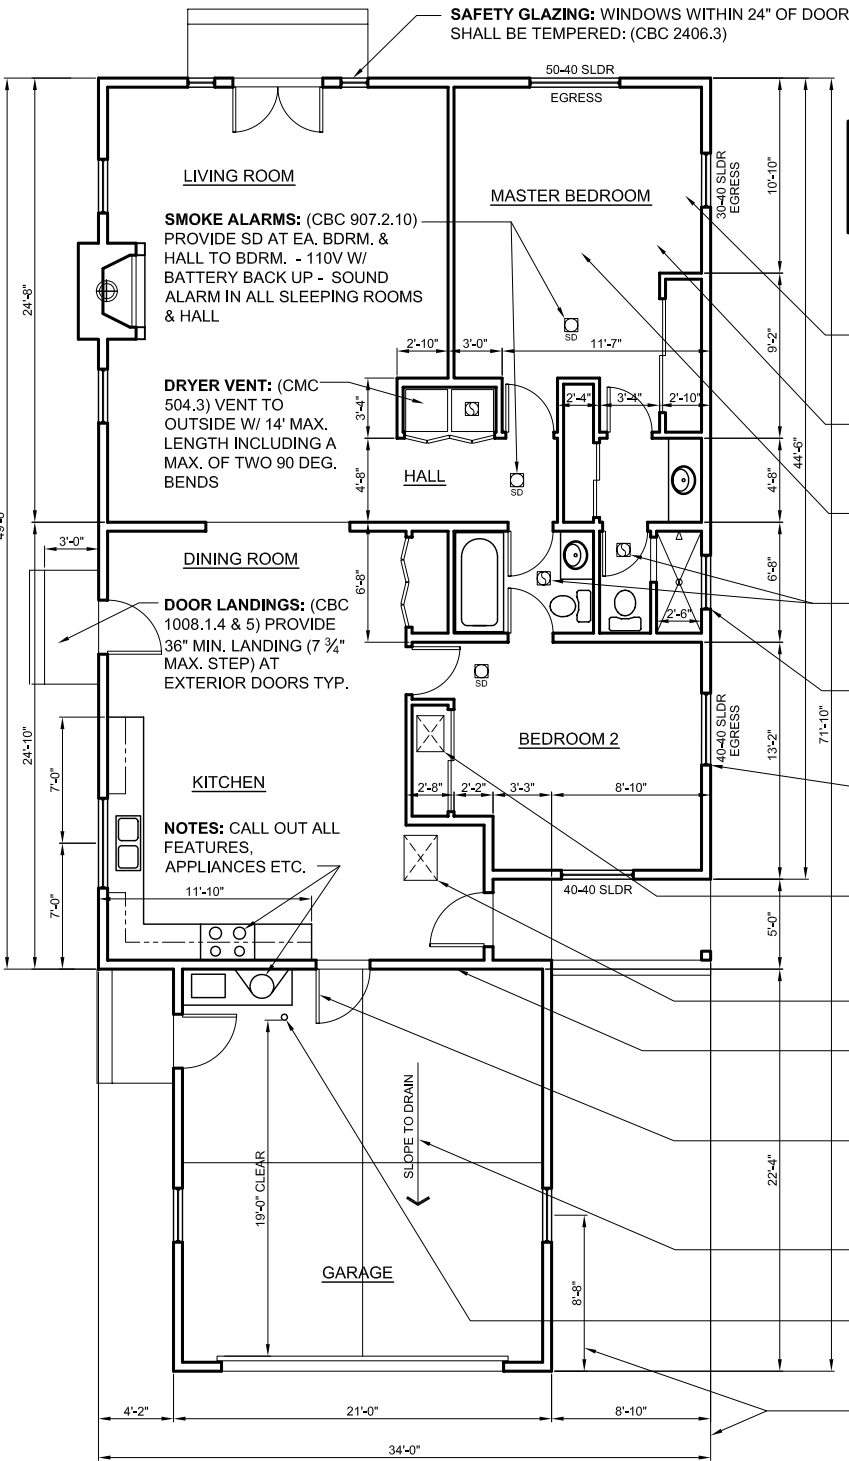 SAFETY GLAZING: WINDOWS WITHIN 24" OF DOOR
SHALL BE TEMPERED: (CBC 2406.3)
50-40 SLDR
EGRESS
LIVING ROOM
MASTER BEDROOM
30-40 SLDR
EGRESS
10'-10"
SMOKE ALARMS: (CBC 907.2.10)
PROVIDE SD AT EA. BDRM. &
HALL TO BDRM. - 110V W/
BATTERY BACK UP - SOUND
ALARM IN ALL SLEEPING ROOMS
& HALL
24'-8"
SD
2'-10"
3'-0"
11'-7"
9'-2"
DRYER VENT: (CMC
504.3) VENT TO
OUTSIDE W/ 14' MAX.
LENGTH INCLUDING A
MAX. OF TWO 90 DEG.
BENDS
3'-4"
2'-4"
3'-4"
2'-10"
44'-6"
HALL
4'-8"
SD
4'-8"
3'-0"
DINING ROOM
6'-8"
6'-8"
DOOR LANDINGS: (CBC
1008.1.4 & 5) PROVIDE
36" MIN. LANDING (7 ¾"
MAX. STEP) AT
EXTERIOR DOORS TYP.
2'-6"
SD
40-40 SLDR
EGRESS
24'-10"
BEDROOM 2
13'-2"
71'-10"
7'-0"
KITCHEN
2'-8"
2'-2"
3'-3"
8'-10"
NOTES: CALL OUT ALL
FEATURES,
APPLIANCES ETC.
X
11'-10"
40-40 SLDR
7'-0"
5'-0"
SLOPE TO DRAIN
19'-0" CLEAR
22'-4"
GARAGE
8'-8"
4'-2"
21'-0"
8'-10"
34'-0"